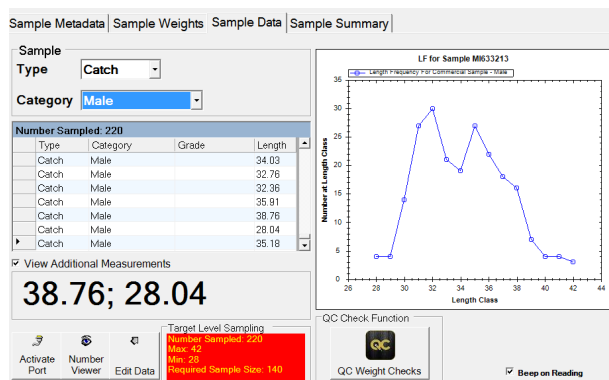 Sample Metadata Sample Weights Sample Data Sample Summary
Sample
Type Catch
Category Male
Number Sampled: 220
Type Category Grade Length
Catch Male 34.03
Catch Male 32.76
Catch Male 32.36
Catch Male 35.91
Catch Male 38.76
Catch Male 28.04
Catch Male 35.18
View Additional Measurements
38.76; 28.04
Activate Port
Number Viewer
Edit Data
Target Level Sampling
Number Sampled: 220
Max: 42
Min: 28
Required Sample Size: 140
LF for Sample MI633213
Length Frequency For Commercial Sample - Male
Number at Length Class
35
30
25
20
15
10
5
0
26 28 30 32 34 36 38 40 42 44
Length Class
QC Check Function
QC
QC Weight Checks
Beep on Reading